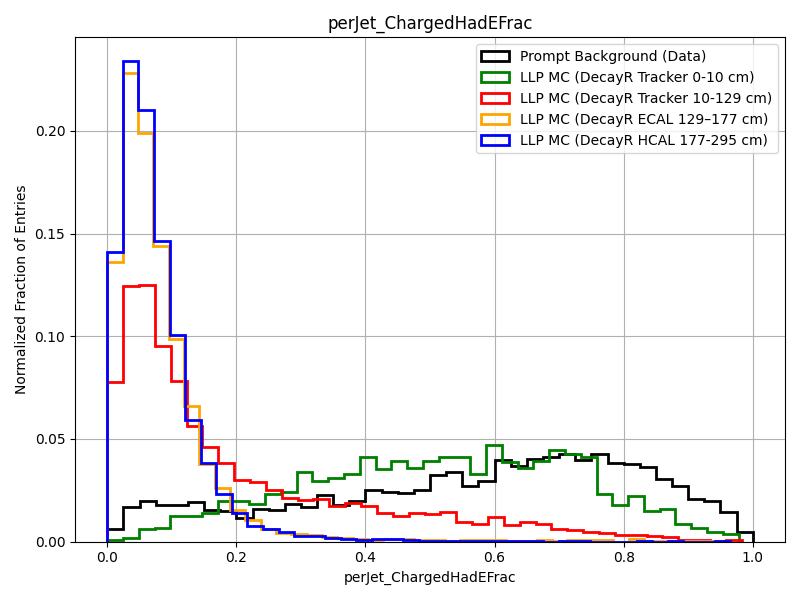 perJet_ChargedHadEFrac
Prompt Background (Data)
LLP MC (DecayR Tracker 0-10 cm)
LLP MC (DecayR Tracker 10-129 cm)
LLP MC (DecayR ECAL 129–177 cm)
LLP MC (DecayR HCAL 177-295 cm)
Normalized Fraction of Entries
0.20
0.15
0.10
0.05
0.00
0.0 0.2 0.4 0.6 0.8 1.0
perJet_ChargedHadEFrac